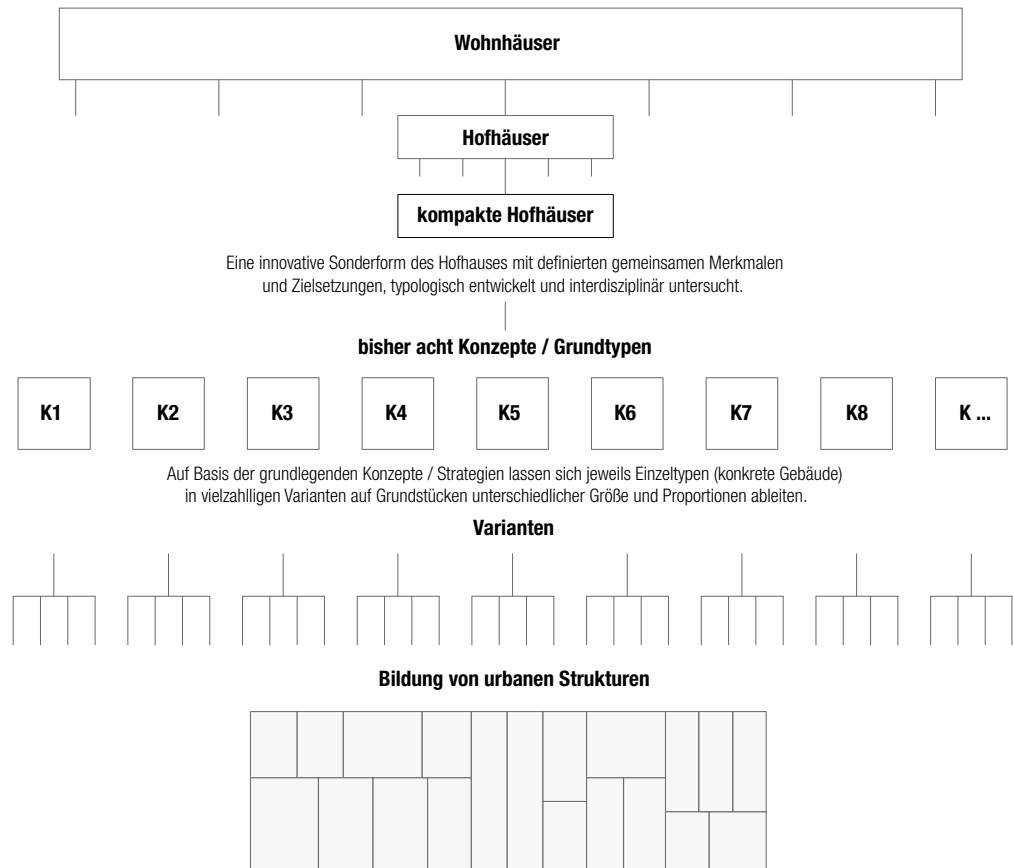 Wohnhäuser
Hofhäuser
kompakte Hofhäuser
Eine innovative Sonderform des Hofhauses mit definierten gemeinsamen Merkmalen
und Zielsetzungen, typologisch entwickelt und interdisziplinär untersucht.
bisher acht Konzepte / Grundtypen
K1 K2 K3 K4 K5 K6 K7 K8 K ...
Auf Basis der grundlegenden Konzepte / Strategien lassen sich jeweils Einzeltypen (konkrete Gebäude)
in vielzahlligen Varianten auf Grundstücken unterschiedlicher Größe und Proportionen ableiten.
Varianten
Bildung von urbanen Strukturen